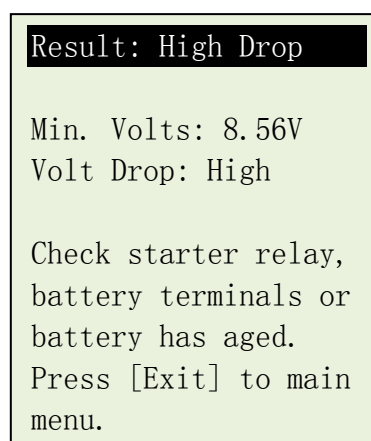 Result: High Drop
Min. Volts: 8.56V
Volt Drop: High
Check starter relay,
battery terminals or
battery has aged.
Press [Exit] to main
menu.